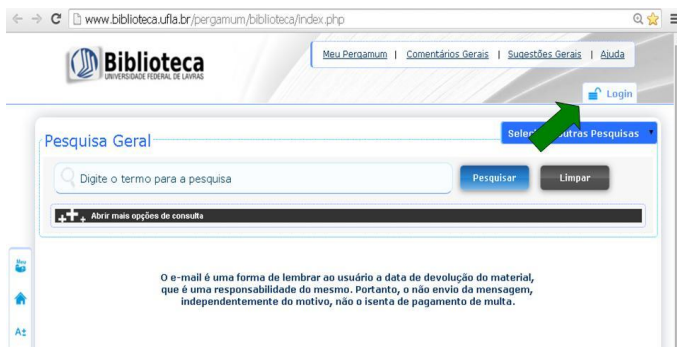 www.biblioteca.ufla.br/pergamum/biblioteca/index.php
Biblioteca
UNIVERSIDADE FEDERAL DE LAVRAS
Meu Pergamum | Comentários Gerais | Sugestões Gerais | Ajuda
Login
Pesquisa Geral
outras Pesquisas
Digite o termo para a pesquisa
Pesquisar
Limpar
Abrir mais opções de consulta
Meu
O e-mail é uma forma de lembrar ao usuário a data de devolução do material,
que é uma responsabilidade do mesmo. Portanto, o não envio da mensagem,
independentemente do motivo, não o isenta de pagamento de multa.
A±